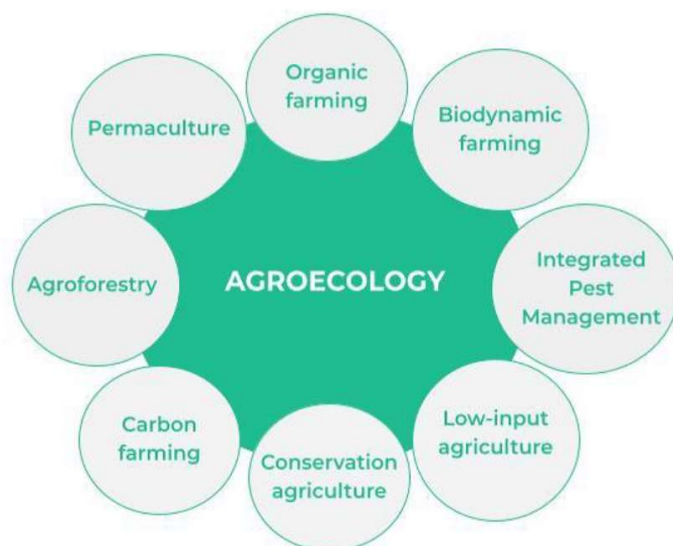 Organic
farming
Biodynamic
farming
Permaculture
Integrated
Pest
Management
AGROECOLOGY
Agroforestry
Low-input
agriculture
Carbon
farming
Conservation
agriculture